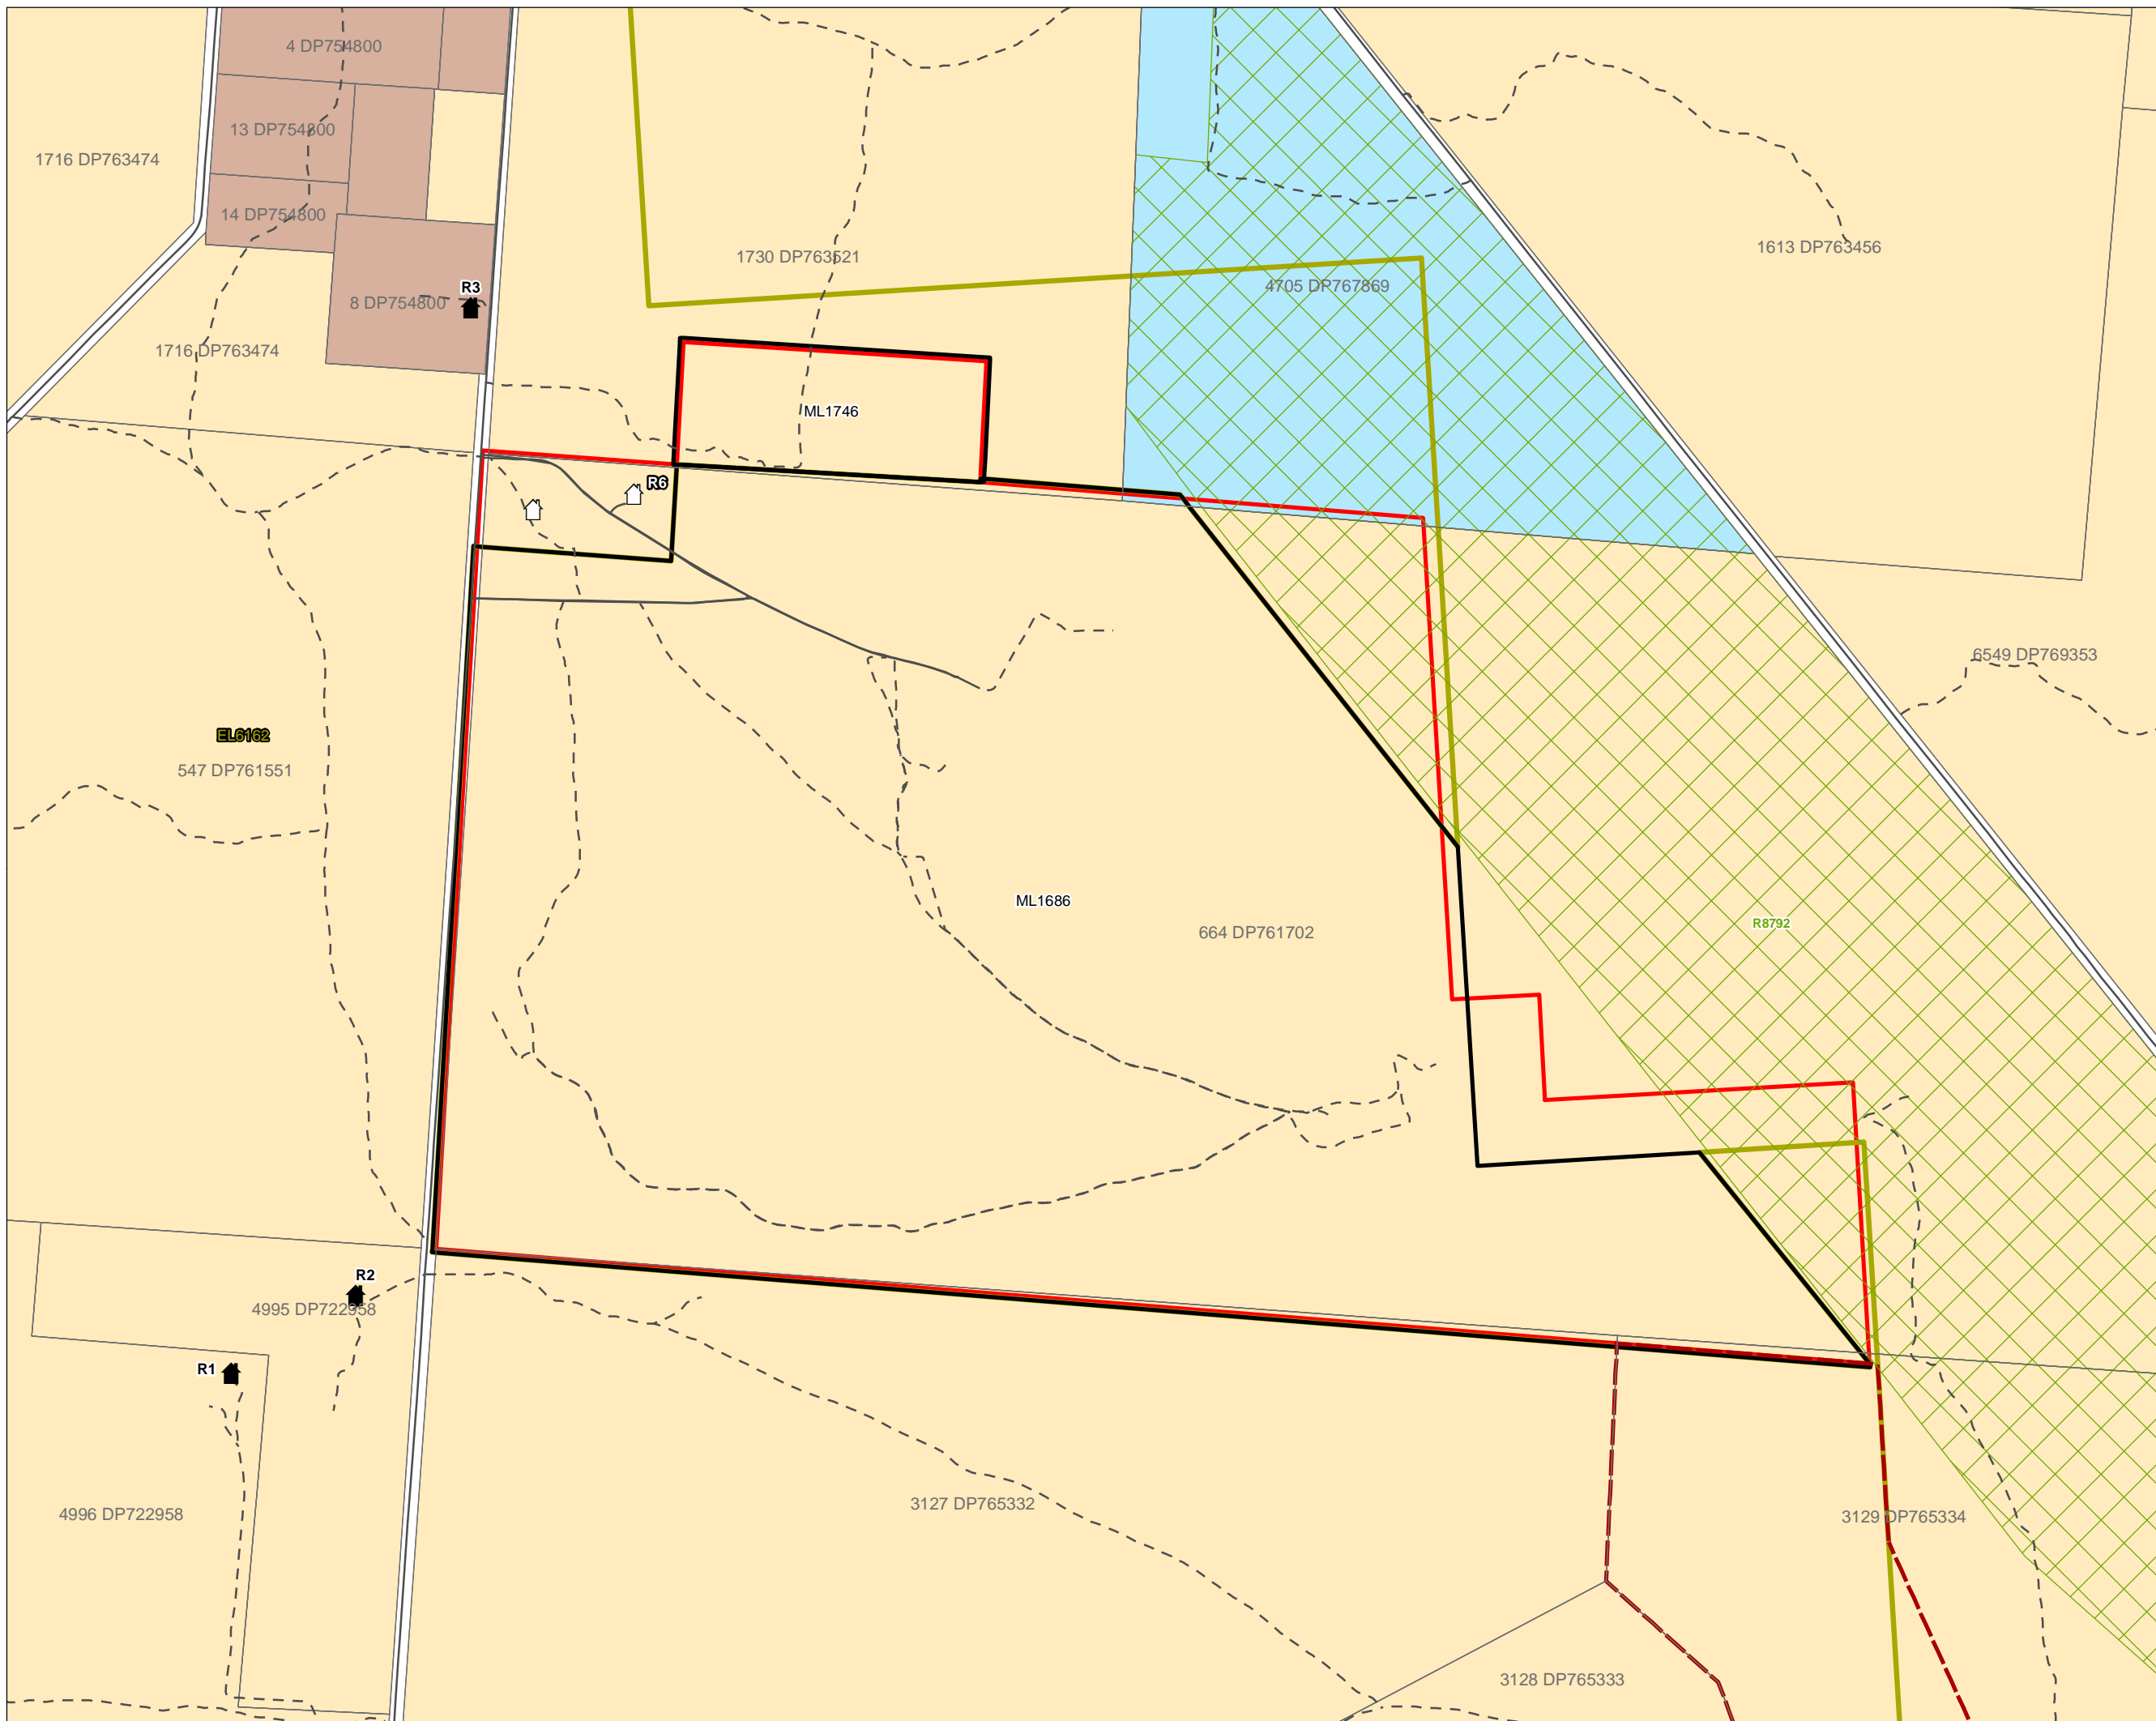 4 DP754800
13 DP754800
1716 DP763474
14 DP754800
1613 DP763456
1730 DP763621
4705 DP767869
R3
8 DP754800
1716 DP763474
ML1746
R6
6549 DP769353
EL6162
547 DP761551
ML1686
R8792
664 DP761702
R2
4995 DP722958
R1
3127 DP765332
4996 DP722958
3129 DP765334
3128 DP765333